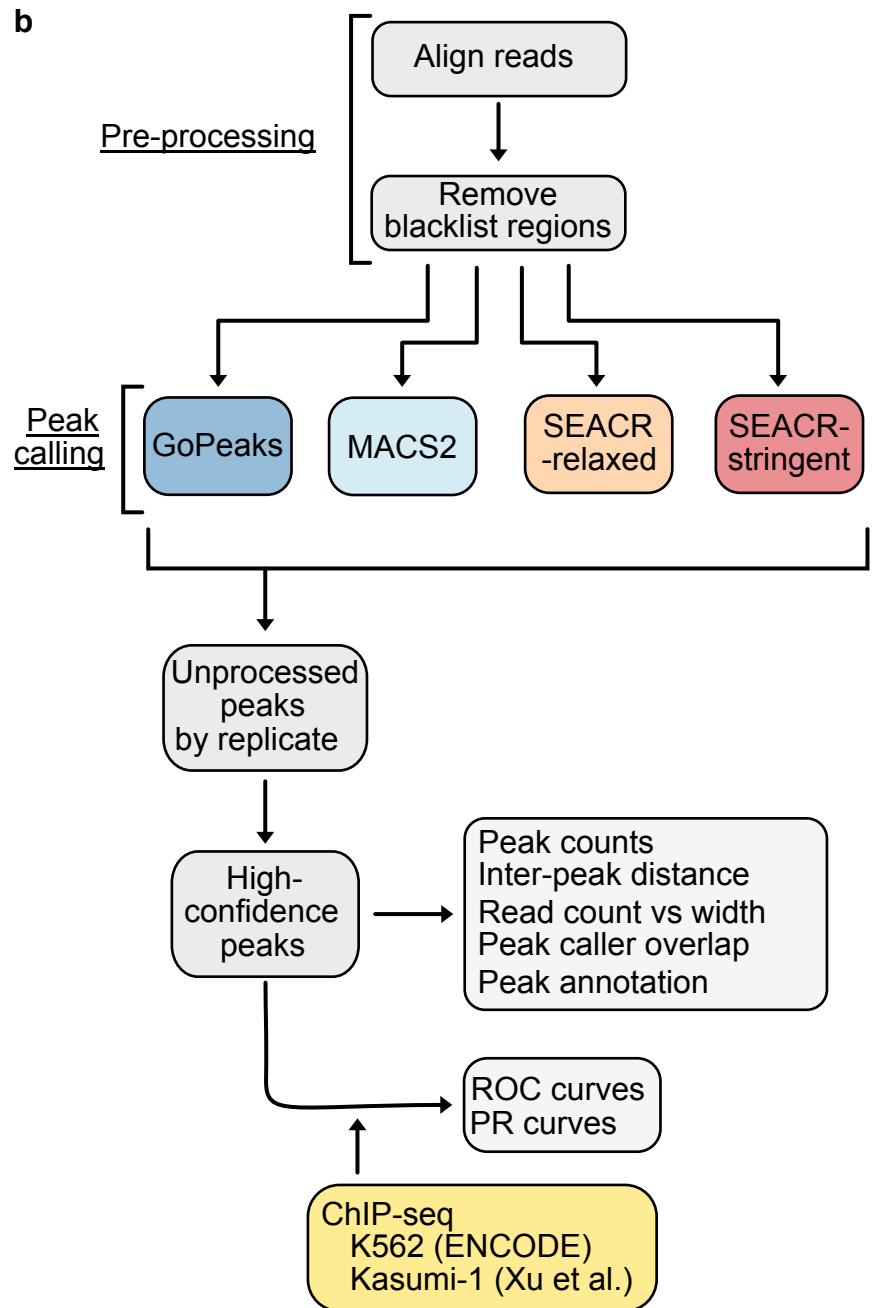 b
Align reads
Pre-processing
Remove
blacklist regions
Peak
calling
GoPeaks
MACS2
SEACR
-relaxed
SEACR-
stringent
Unprocessed
peaks
by replicate
High-
confidence
peaks
Peak counts
Inter-peak distance
Read count vs width
Peak caller overlap
Peak annotation
ROC curves
PR curves
ChIP-seq
K562 (ENCODE)
Kasumi-1 (Xu et al.)